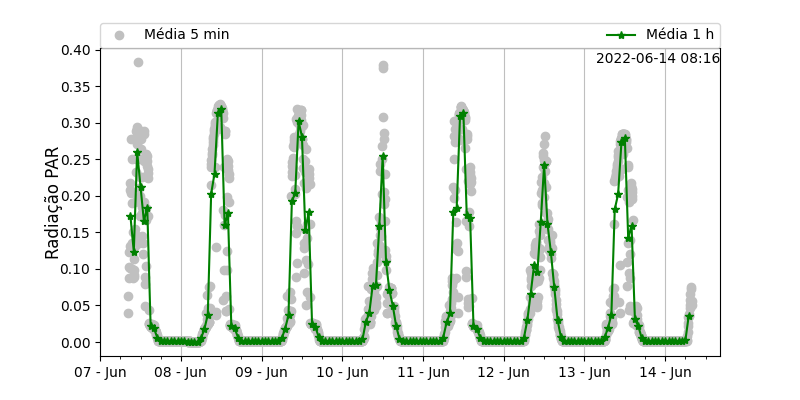 Média 5 min
Média 1 h
2022-06-14 08:16
Radiação PAR
0.40
0.35
0.30
0.25
0.20
0.15
0.10
0.05
0.00
07 - Jun
08 - Jun
09 - Jun
10 - Jun
11 - Jun
12 - Jun
13 - Jun
14 - Jun